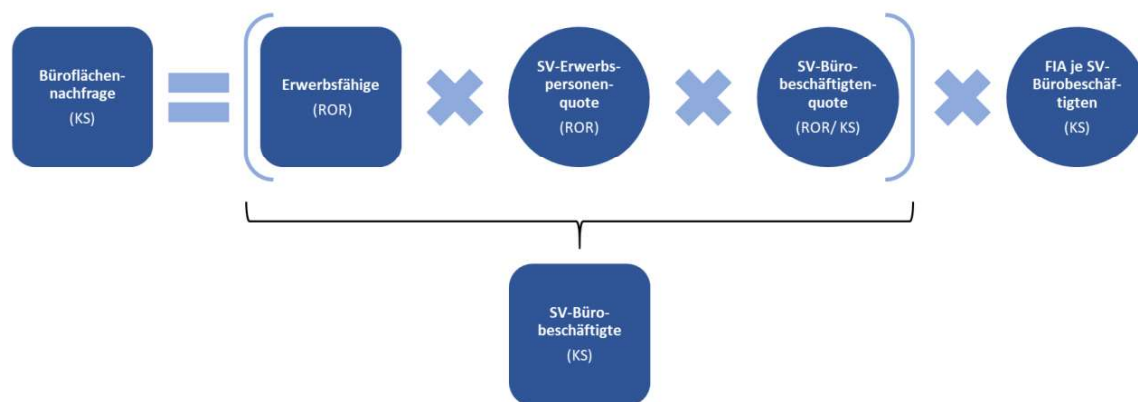 Büroflächen-
nachfrage
(KS)
Erwerbsfähige
(ROR)
SV-Erwerbs-
personen-
quote
(ROR)
SV-Büro-
beschäftigten-
quote
(ROR/ KS)
FIA je SV-
Bürobeschäf-
tigten
(KS)
SV-Büro-
beschäftigte
(KS)